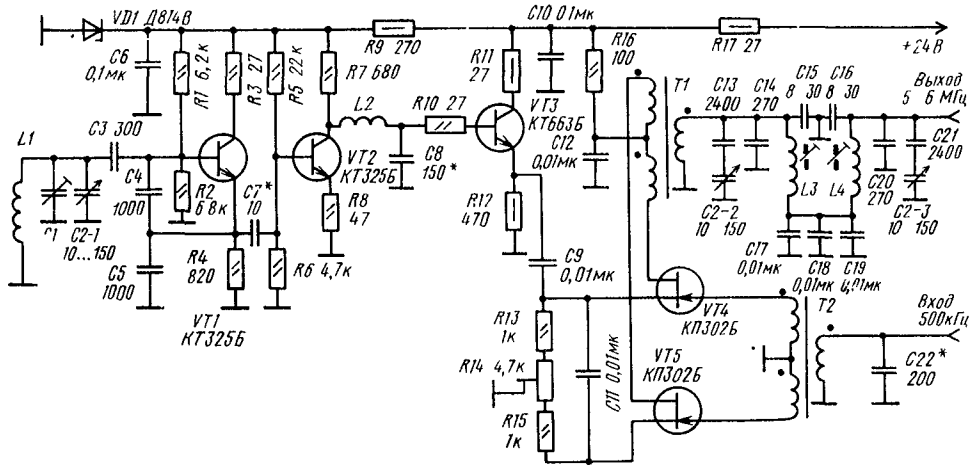 VD1 Д814В
C6
0,1мк
R1 6,2к
R3 27
R5 22к
R7 680
R9 270
C10 0,1мк
R11
27
R16
100
R17 27
+24В
L1
C3 300
C4
1000
C5
1000
C1
C2-1
10...150
R2
6,8к
R4
820
C7*
10
R6 4,7к
VT1
КТ325Б
VT2
КТ325Б
R8
47
L2
R10 27
C8
150*
VT3
КТ663Б
R12
470
C12
0,01мк
C9
0,01мк
T1
C13
2400
C14
270
C15
8 30
C16
8 30
Выход
5 6 МГц
C21
2400
C2-2
10 150
L3
L4
C20
270
C2-3
10 150
C17
0,01мк
C18
0,01мк
C19
0,01мк
VT4
КП302Б
VT5
КП302Б
T2
Вход
500кГц
C22*
200
R13
1к
R14 4,7к
R15
1к
C11 0,01мк